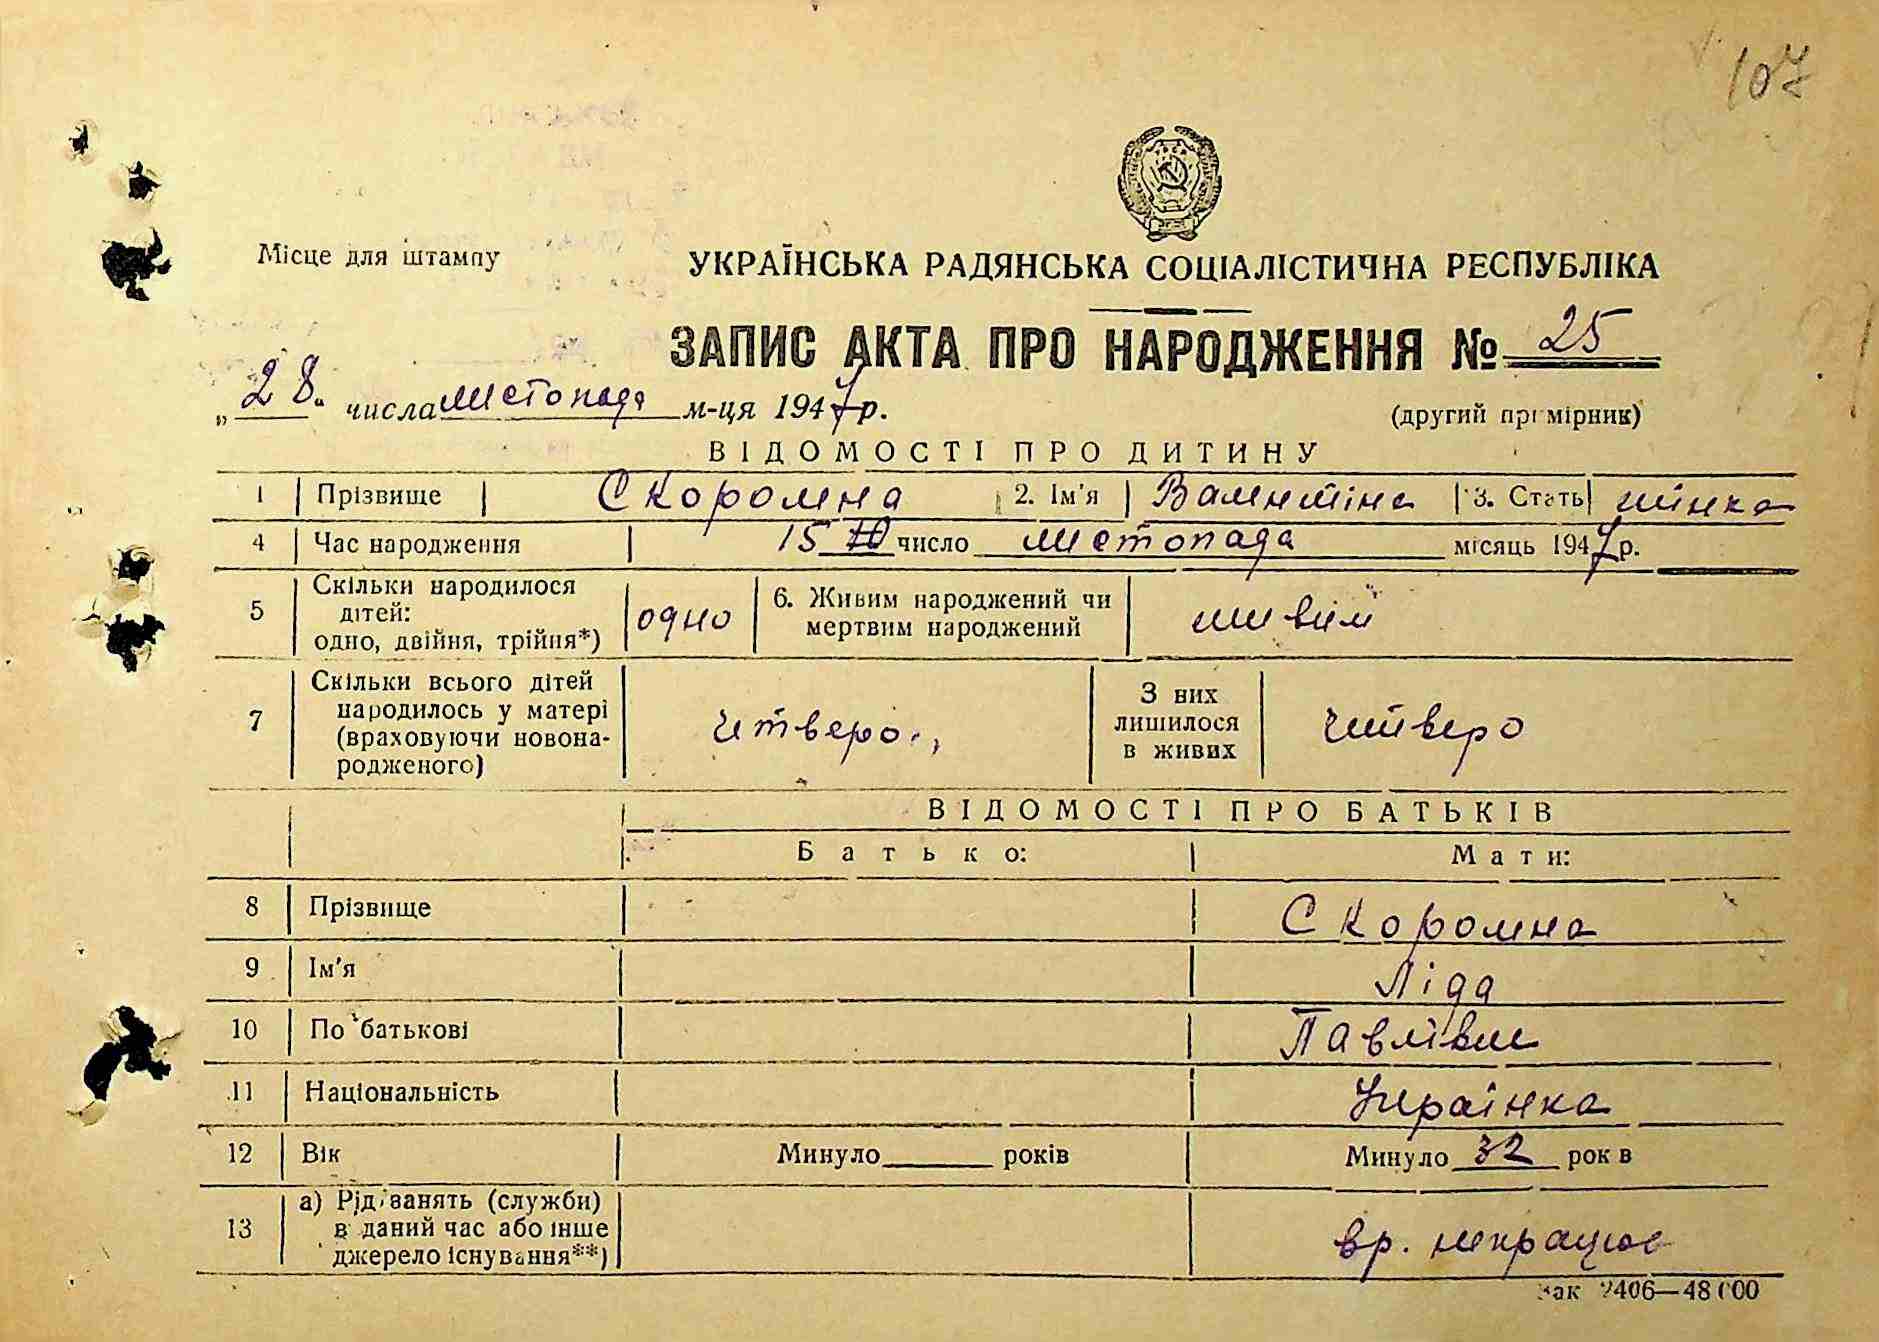 107
Місце для штампу
УКРАЇНСЬКА РАДЯНСЬКА СОЦІАЛІСТИЧНА РЕСПУБЛІКА
ЗАПИС АКТА ПРО НАРОДЖЕННЯ № 25
„28" числа листопада м-ця 1947 р.
(другий примірник)
ВІДОМОСТІ ПРО ДИТИНУ
1 Прізвище Скоромна 2. Ім'я Валентіна 3. Стать жінка
4 Час народження 15 число листопада місяць 1947 р.
5 Скільки народилося дітей: одно, двійня, трійня*) одно 6. Живим народжений чи мертвим народжений живим
7 Скільки всього дітей народилось у матері (враховуючи новонародженого) четверо З них лишилося в живих четверо
ВІДОМОСТІ ПРО БАТЬКІВ
Батько: Мати:
8 Прізвище Скоромна
9 Ім'я Ліда
10 По батькові Павлівна
11 Національність Українка
12 Вік Минуло років Минуло 32 років
13 а) Рід занять (служби) в даний час або інше джерело існування**) вр. непрацює
Зак 2406—48000